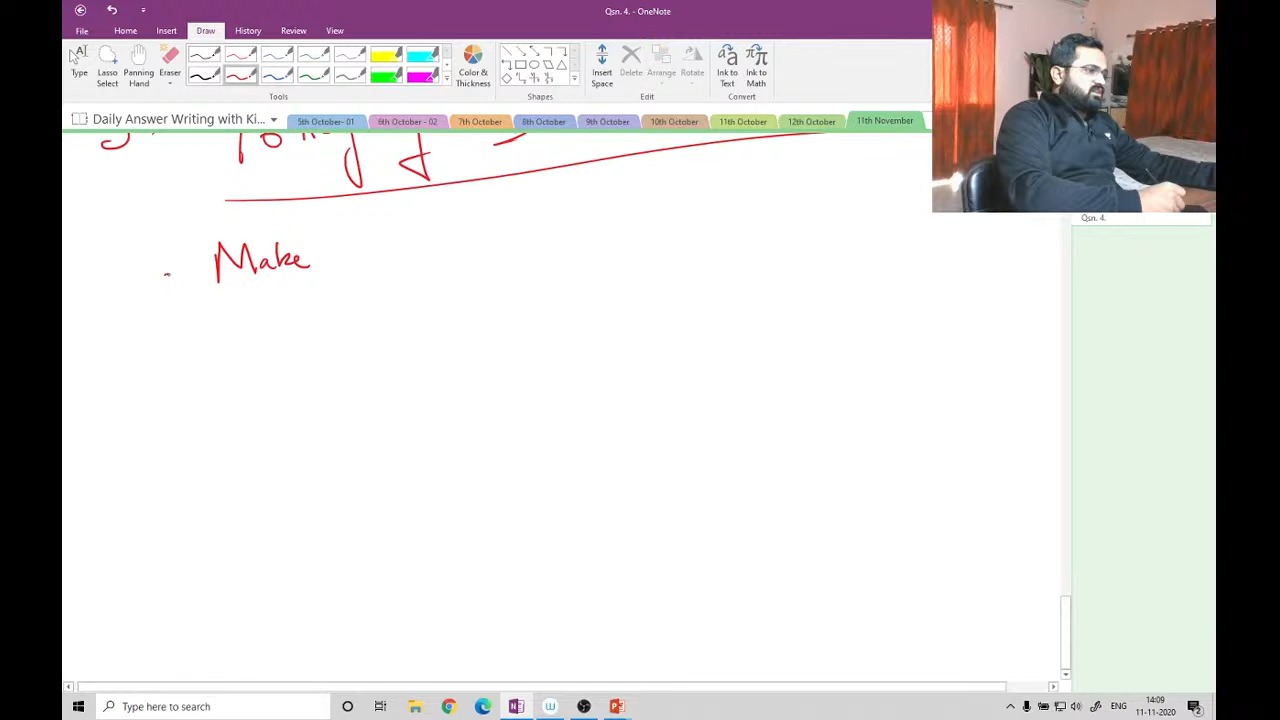 Qsn. 4. - OneNote
File Home Insert Draw History Review View
Type Lasso Select Panning Hand Eraser Color & Thickness Insert Space Delete Arrange Rotate Ink to Text Ink to Math
Tools Shapes Edit Convert
Daily Answer Writing with Ki... 5th October- 01 6th October - 02 7th October 8th October 9th October 10th October 11th October 12th October 11th November
Qsn. 4.
Make
Type here to search
ENG 14:09
11-11-2020 2